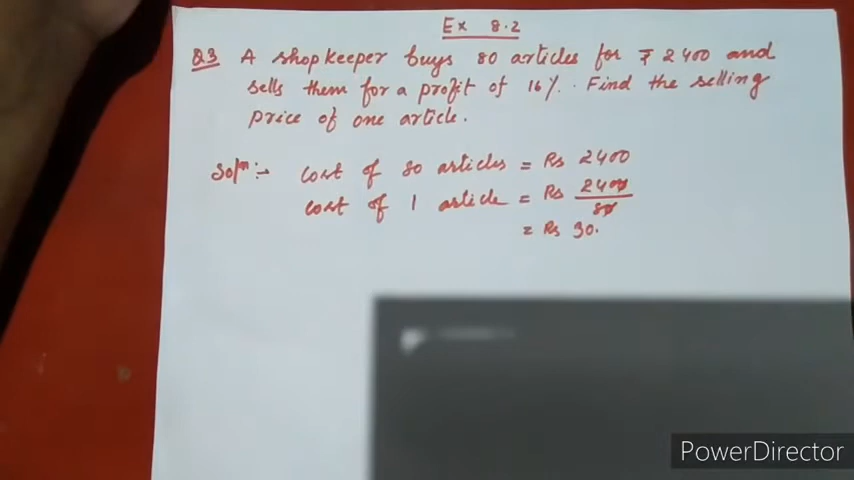 Ex 8.2
Q3 A shopkeeper buys 80 articles for ₹ 2400 and
sells them for a profit of 16%. Find the selling
price of one article.
Solⁿ:- cost of 80 articles = Rs 2400
cost of 1 article = Rs 2400/80
= Rs 30.
PowerDirector